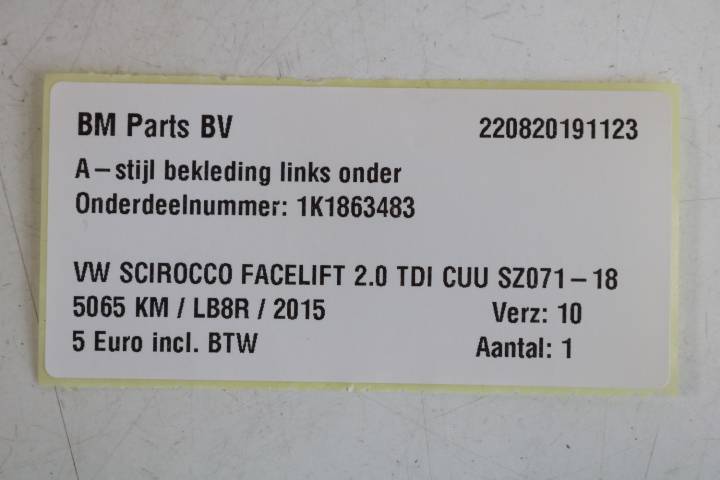 BM Parts BV 220820191123
A-stijl bekleding links onder
Onderdeelnummer: 1K1863483
VW SCIROCCO FACELIFT 2.0 TDI CUU SZ071-18
5065 KM / LB8R / 2015 Verz: 10
5 Euro incl. BTW Aantal: 1